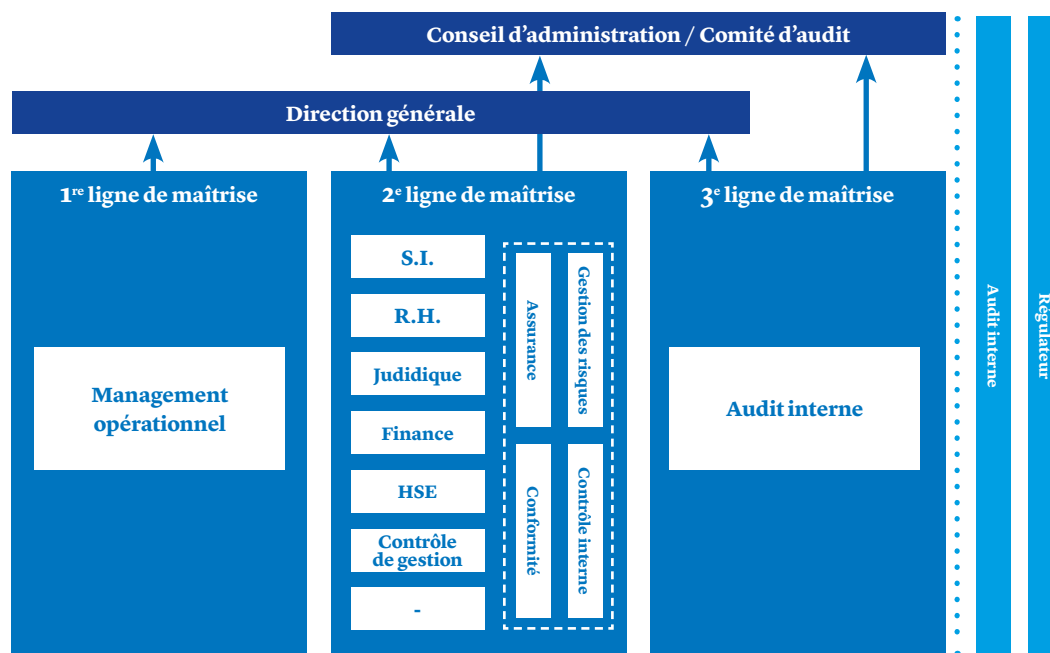 Conseil d'administration / Comité d'audit
Direction générale
1re ligne de maîtrise
Management
opérationnel
2e ligne de maîtrise
S.I.
R.H.
Judidique
Finance
HSE
Contrôle
de gestion
-
Assurance
Gestion des risques
Conformité
Contrôle interne
3e ligne de maîtrise
Audit interne
Audit interne
Régulateur